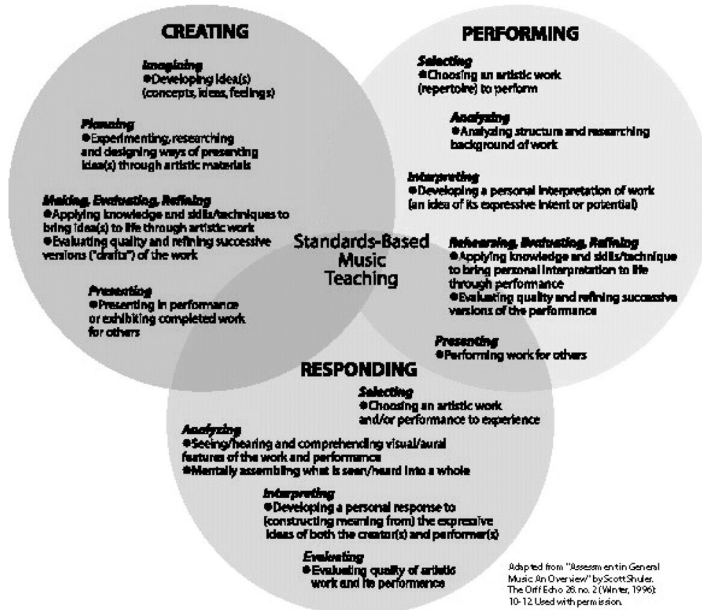 CREATING
Imagining
●Developing idea(s)
(concepts, ideas, feelings)
Planning
●Experimenting, researching
and designing ways of presenting
idea(s) through artistic materials
Making, Evaluating, Refining
●Applying knowledge and skills/techniques to
bring idea(s) to life through artistic work
●Evaluating quality and refining successive
versions ("drafts") of the work
Presenting
●Presenting in performance
or exhibiting completed work
for others
PERFORMING
Selecting
●Choosing an artistic work
(repertoire) to perform
Analyzing
●Analyzing structure and researching
background of work
Interpreting
●Developing a personal interpretation of work
(an idea of its expressive intent or potential)
Rehearsing, Evaluating, Refining
●Applying knowledge and skills/technique
to bring personal interpretation to life
through performance
●Evaluating quality and refining successive
versions of the performance
Presenting
●Performing work for others
Standards-Based
Music
Teaching
RESPONDING
Selecting
●Choosing an artistic work
and/or performance to experience
Analyzing
●Seeing/hearing and comprehending visual/aural
features of the work and performance
●Mentally assembling what is seen/heard into a whole
Interpreting
●Developing a personal response to
(constructing meaning from) the expressive
ideas of both the creator(s) and performer(s)
Evaluating
●Evaluating quality of artistic
work and its performance
Adapted from "Assessment in General
Music: An Overview" by Scott Shuler.
The Orff Echo 28. no. 2 (Winter, 1996):
10-12. Used with permission.